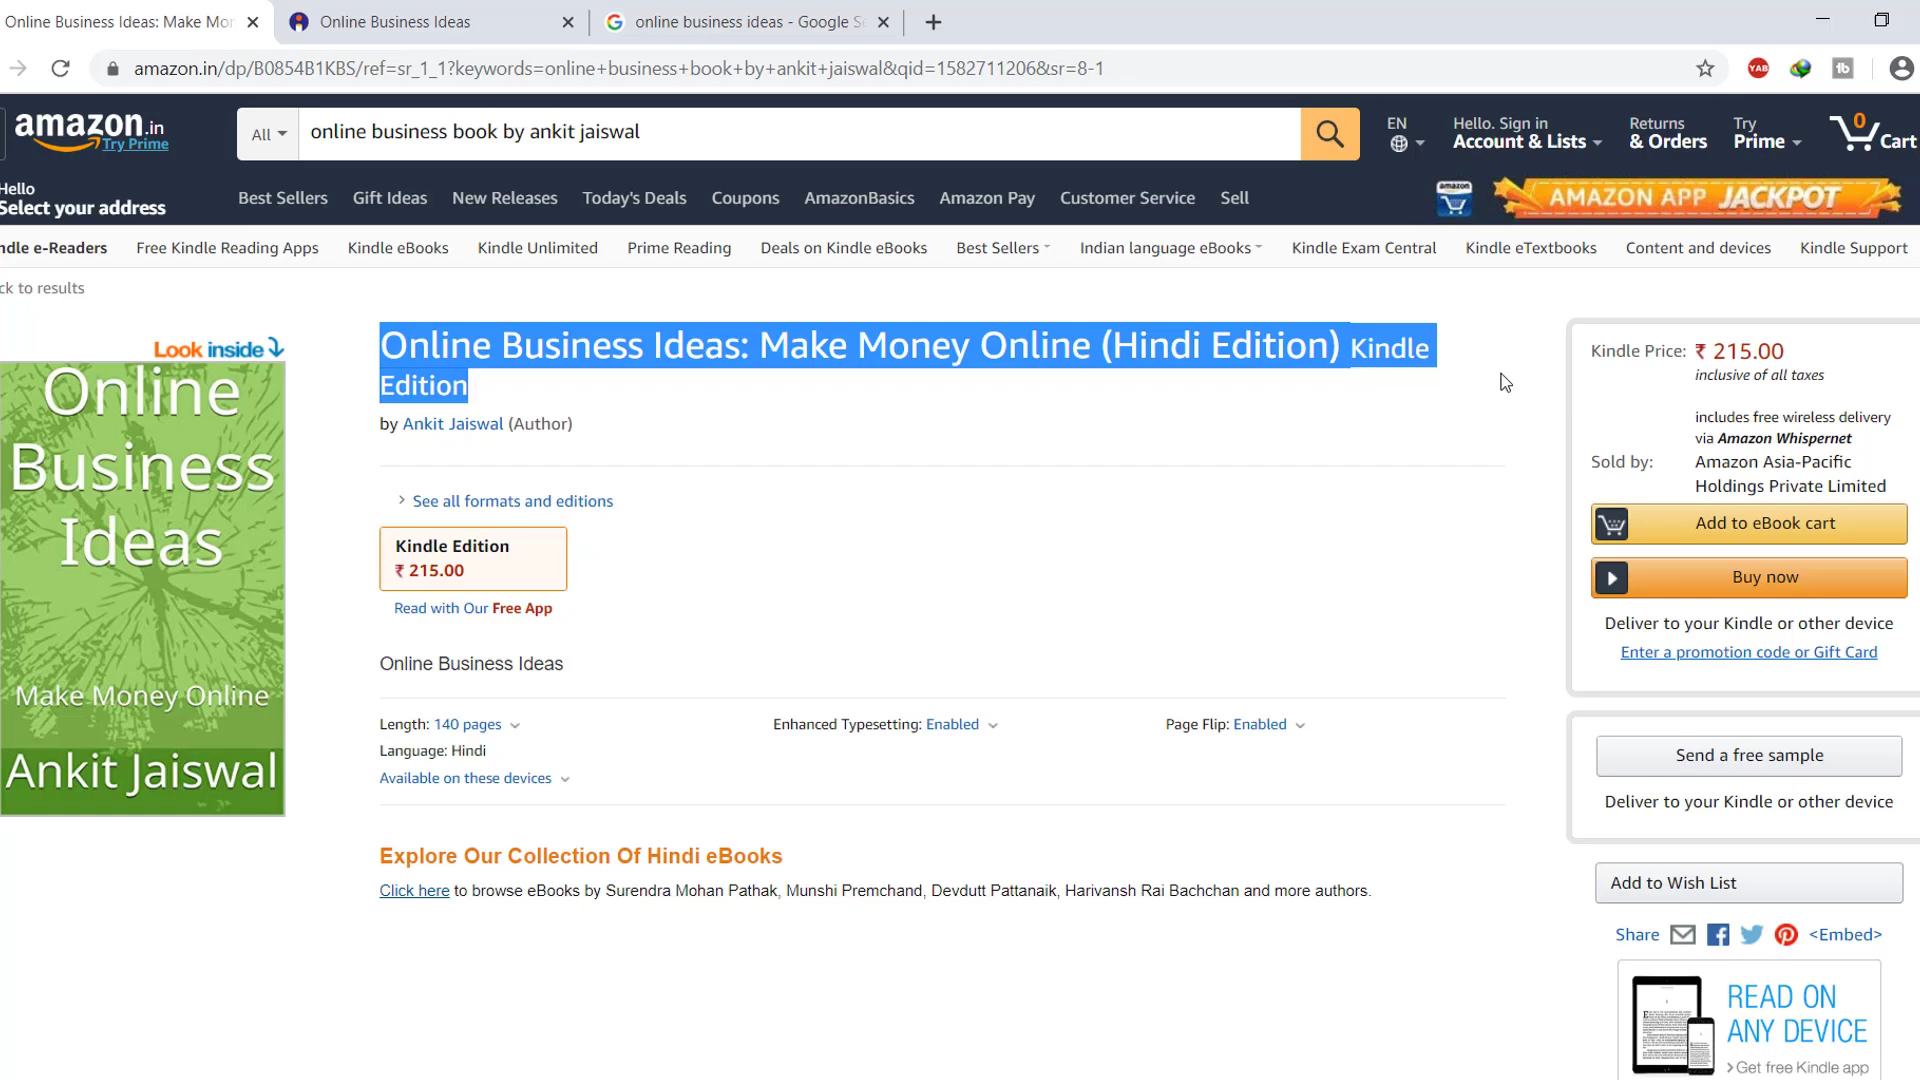 Online Business Ideas: Make Mo
Online Business Ideas
online business ideas - Google S
amazon.in/dp/B0854B1KBS/ref=sr_1_1?keywords=online+business+book+by+ankit+jaiswal&qid=1582711206&sr=8-1
YAB
tb
amazon.in
Try Prime
All
online business book by ankit jaiswal
EN
Hello. Sign in
Account & Lists
Returns
& Orders
Try
Prime
0
Cart
Hello
Select your address
Best Sellers
Gift Ideas
New Releases
Today's Deals
Coupons
AmazonBasics
Amazon Pay
Customer Service
Sell
amazon
AMAZON APP JACKPOT
ndle e-Readers
Free Kindle Reading Apps
Kindle eBooks
Kindle Unlimited
Prime Reading
Deals on Kindle eBooks
Best Sellers
Indian language eBooks
Kindle Exam Central
Kindle eTextbooks
Content and devices
Kindle Support
ck to results
Look inside
Online
Business
Ideas
Make Money Online
Ankit Jaiswal
Online Business Ideas: Make Money Online (Hindi Edition) Kindle
Edition
by Ankit Jaiswal (Author)
See all formats and editions
Kindle Edition
₹ 215.00
Read with Our Free App
Online Business Ideas
Length: 140 pages
Enhanced Typesetting: Enabled
Page Flip: Enabled
Language: Hindi
Available on these devices
Explore Our Collection Of Hindi eBooks
Click here to browse eBooks by Surendra Mohan Pathak, Munshi Premchand, Devdutt Pattanaik, Harivansh Rai Bachchan and more authors.
Kindle Price: ₹ 215.00
inclusive of all taxes
includes free wireless delivery
via Amazon Whispernet
Sold by: Amazon Asia-Pacific
Holdings Private Limited
Add to eBook cart
Buy now
Deliver to your Kindle or other device
Enter a promotion code or Gift Card
Send a free sample
Deliver to your Kindle or other device
Add to Wish List
Share
<Embed>
READ ON
ANY DEVICE
Get free Kindle app